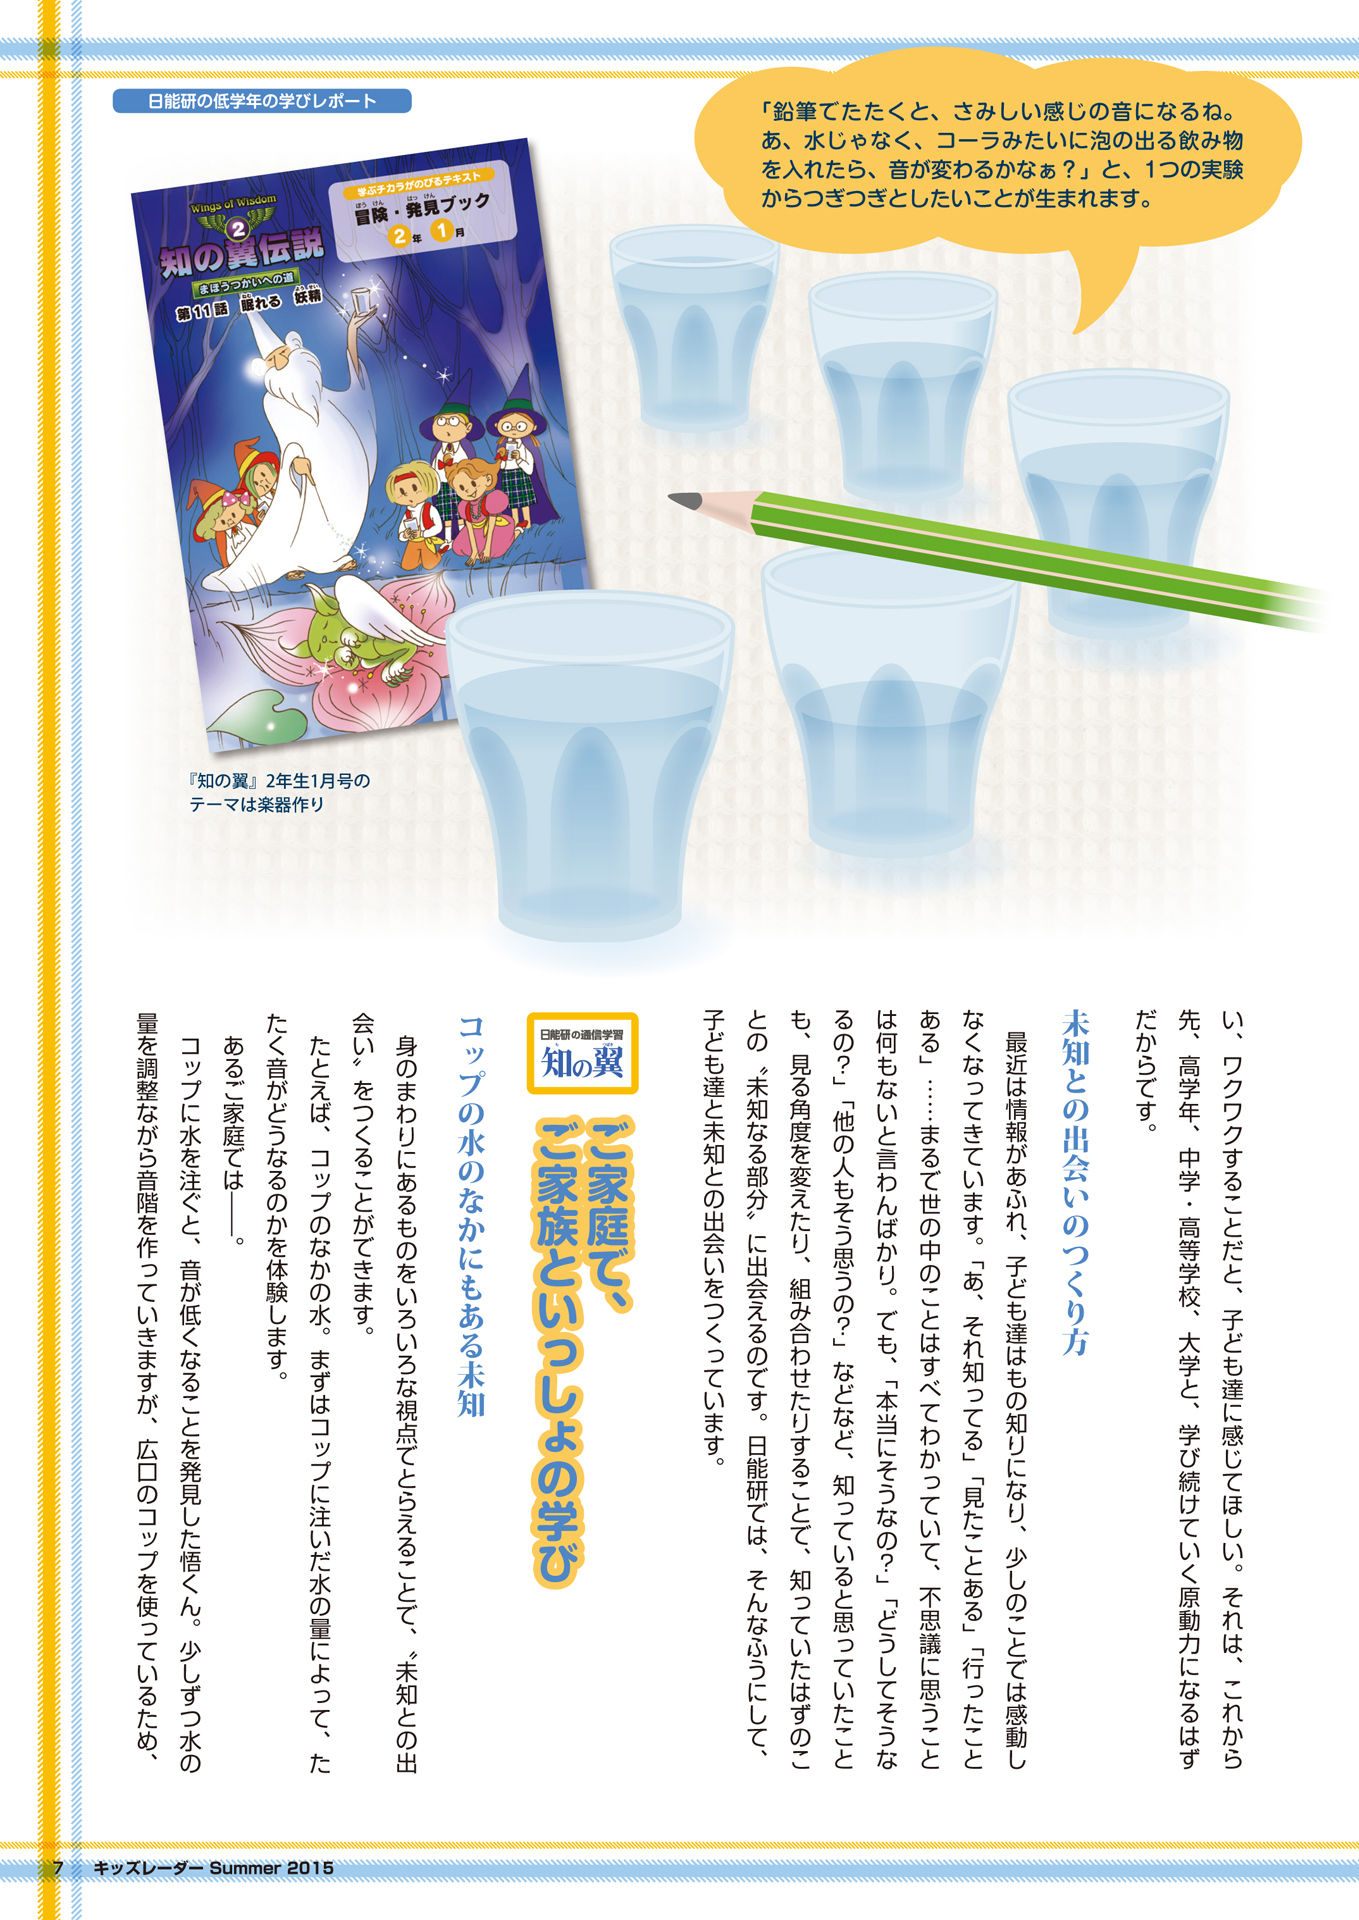 日能研の低学年の学びレポート
「鉛筆でたたくと、さみしい感じの音になるね。
あ、水じゃなく、コーラみたいに泡の出る飲み物
を入れたら、音が変わるかなぁ？」と、1つの実験
からつぎつぎとしたいことが生まれます。
Wings of Wisdom
2
知の翼伝説
まほうつかいへの道
第11話 眠れる 妖精
学ぶチカラがのびるテキスト
冒険・発見ブック
2年 1月
『知の翼』2年生1月号の
テーマは楽器作り
い、ワクワクすることだと、子ども達に感じてほしい。それは、これから
先、高学年、中学・高等学校、大学と、学び続けていく原動力になるはず
だからです。
未知との出会いのつくり方
最近は情報があふれ、子ども達はもの知りになり、少しのことでは感動し
なくなってきています。「あ、それ知ってる」「見たことある」「行ったこと
ある」……まるで世の中のことはすべてわかっていて、不思議に思うこと
は何もないと言わんばかり。でも、「本当にそうなの？」「どうしてそうな
るの？」「他の人もそう思うの？」などなど、知っていると思っていたこと
も、見る角度を変えたり、組み合わせたりすることで、知っていたはずのこ
との〝未知なる部分〟に出会えるのです。日能研では、そんなふうにして、
子ども達と未知との出会いをつくっています。
日能研の通信学習
知の翼
ご家庭で、
ご家族といっしょの学び
コップの水のなかにもある未知
身のまわりにあるものをいろいろな視点でとらえることで、〝未知との出
会い〟をつくることができます。
たとえば、コップのなかの水。まずはコップに注いだ水の量によって、た
たく音がどうなるのかを体験します。
あるご家庭では――。
コップに水を注ぐと、音が低くなることを発見した悟くん。少しずつ水の
量を調整ながら音階を作っていきますが、広口のコップを使っているため、
7 キッズレーダー Summer 2015